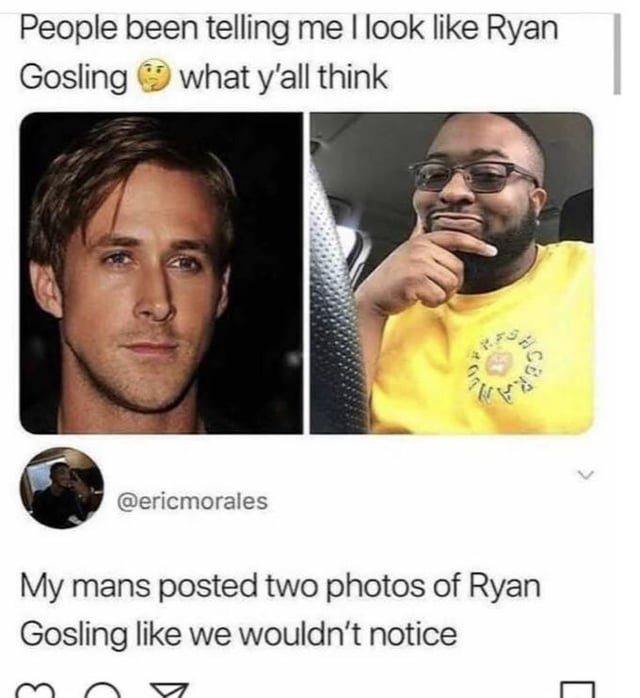 People been telling me I look like Ryan
Gosling 🤔 what y'all think
FRESHCBRAND
@ericmorales
My mans posted two photos of Ryan
Gosling like we wouldn't notice